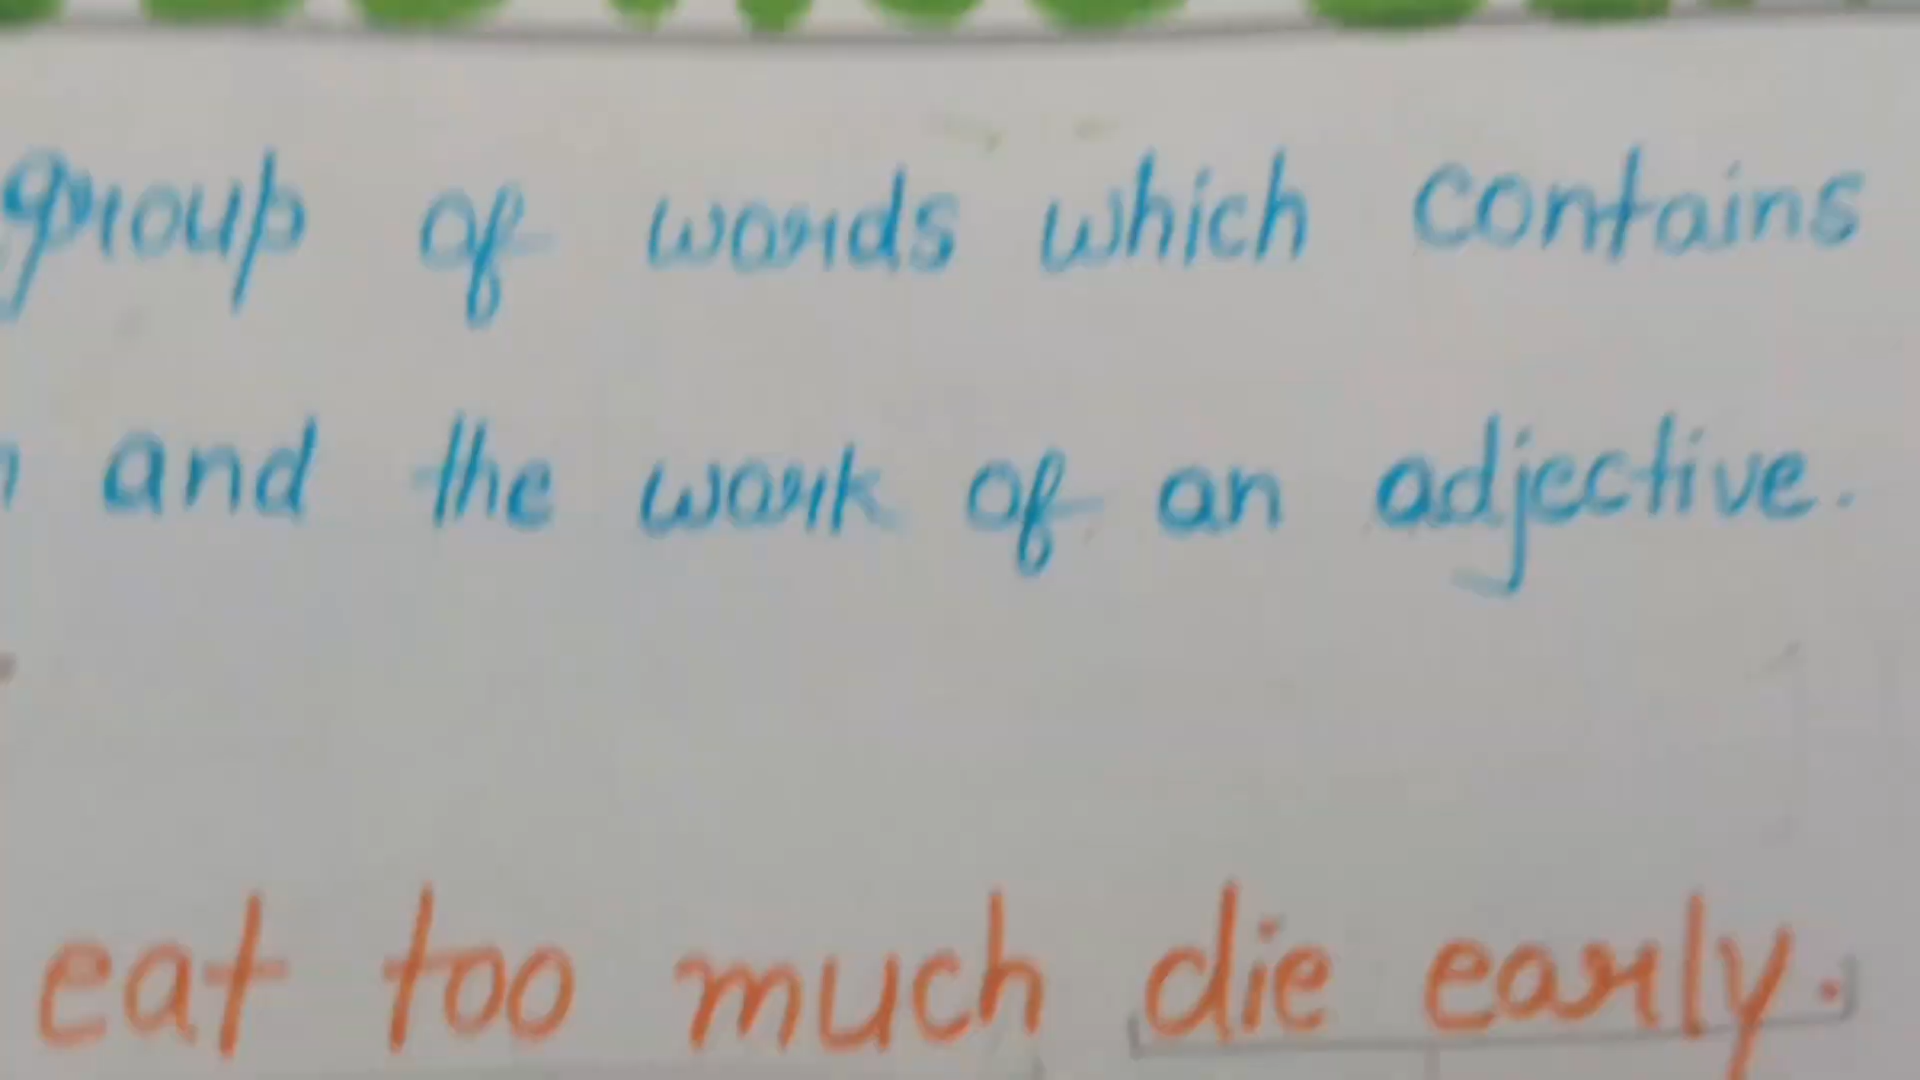 group of words which contains
and the work of an adjective.
eat too much die early.